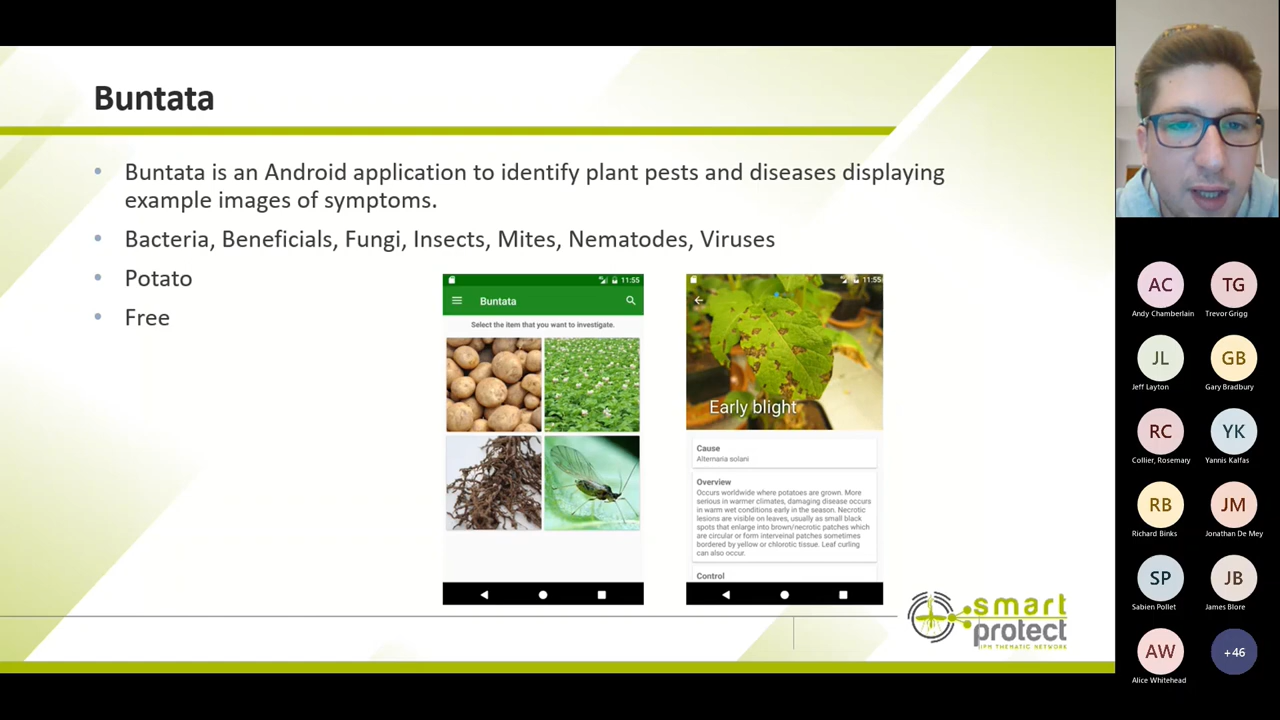 Buntata
Buntata is an Android application to identify plant pests and diseases displaying
example images of symptoms.
Bacteria, Beneficials, Fungi, Insects, Mites, Nematodes, Viruses
Potato
Free
11:55
Buntata
Select the item that you want to investigate.
11:55
Early blight
Cause
Alternaria solani
Overview
Occurs worldwide where potatoes are grown. More
serious in warmer climates, damaging disease occurs
in warm wet conditions early in the season. Necrotic
lesions are visible on leaves, usually as small black
spots that enlarge into brown/necrotic patches which
are circular or form interveinal patches sometimes
bordered by yellow or chlorotic tissue. Leaf curling
can also occur.
Control
smart
protect
IPM THEMATIC NETWORK
AC TG
Andy Chamberlain Trevor Grigg
JL GB
Jeff Layton Gary Bradbury
RC YK
Collier, Rosemary Yannis Kalfas
RB JM
Richard Binks Jonathan De Mey
SP JB
Sabien Pollet James Blore
AW +46
Alice Whitehead